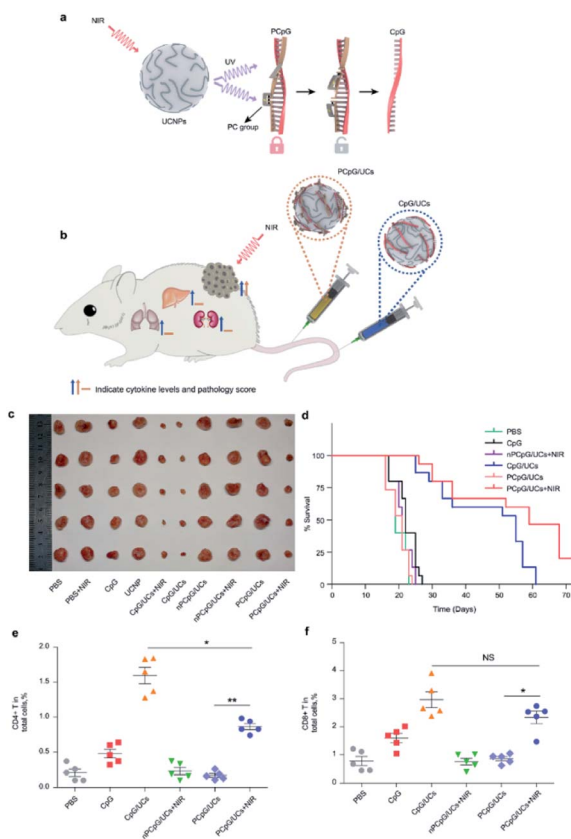 a
NIR
PCpG
CpG
UV
UCNPs
PC group
PCpG/UCs
CpG/UCs
b
NIR
Indicate cytokine levels and pathology score
c
PBS
PBS+NIR
CpG
UCNP
CpG/UCs+NIR
CpG/UCs
nPCpG/UCs
nPCpG/UCs+NIR
PCpG/UCs
PCpG/UCs+NIR
d
PBS
CpG
nPCpG/UCs+NIR
CpG/UCs
PCpG/UCs
PCpG/UCs+NIR
% Survival
100
75
50
25
0
0 10 20 30 40 50 60 70
Time (Days)
e
CD4+ T in
total cells,%
2.0
1.5
1.0
0.5
0.0
*
**
PBS
CpG
CpG/UCs
nPCpG/UCs+NIR
PCpG/UCs
PCpG/UCs+NIR
f
CD8+ T in
total cells,%
8
6
4
3
2
1
0
NS
*
PBS
CpG
CpG/UCs
nPCpG/UCs+NIR
PCpG/UCs
PCpG/UCs+NIR